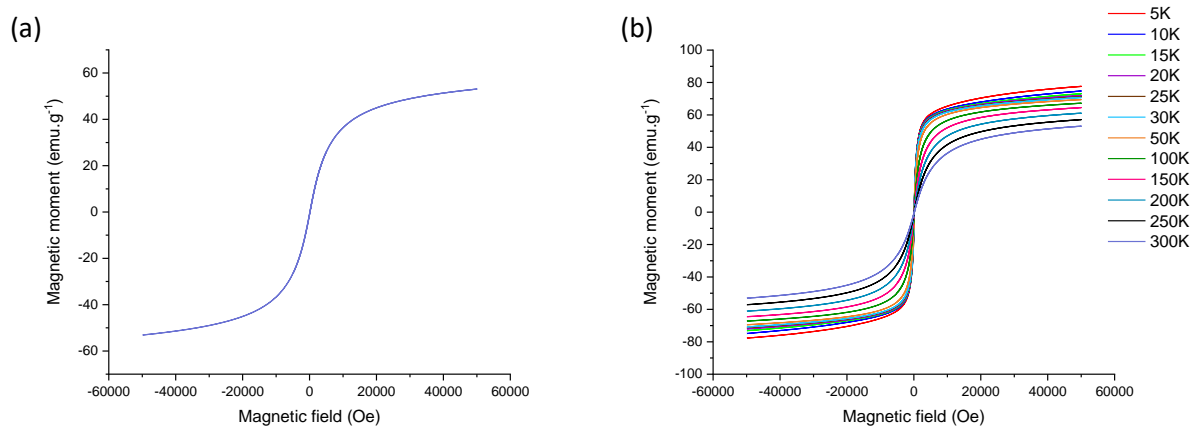 (a)
60
40
20
0
-20
-40
-60
-60000 -40000 -20000 0 20000 40000 60000
Magnetic field (Oe)
Magnetic moment (emu.g-1)
(b)
100
80
60
40
20
0
-20
-40
-60
-80
-100
-60000 -40000 -20000 0 20000 40000 60000
Magnetic field (Oe)
Magnetic moment (emu.g-1)
5K
10K
15K
20K
25K
30K
50K
100K
150K
200K
250K
300K